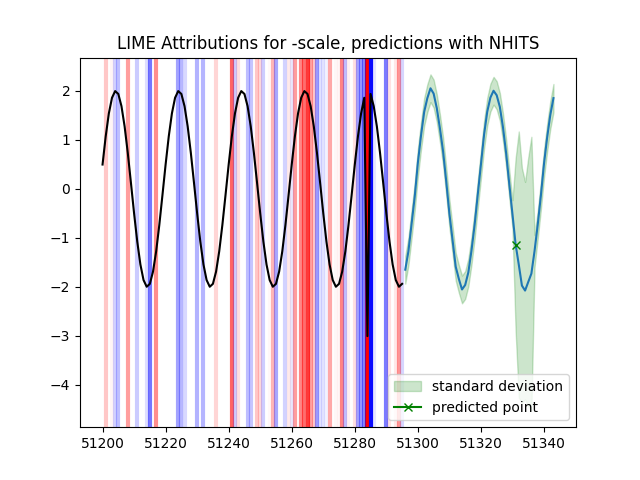 LIME Attributions for -scale, predictions with NHITS
2
1
0
−1
−2
−3
−4
standard deviation
predicted point
51200 51220 51240 51260 51280 51300 51320 51340